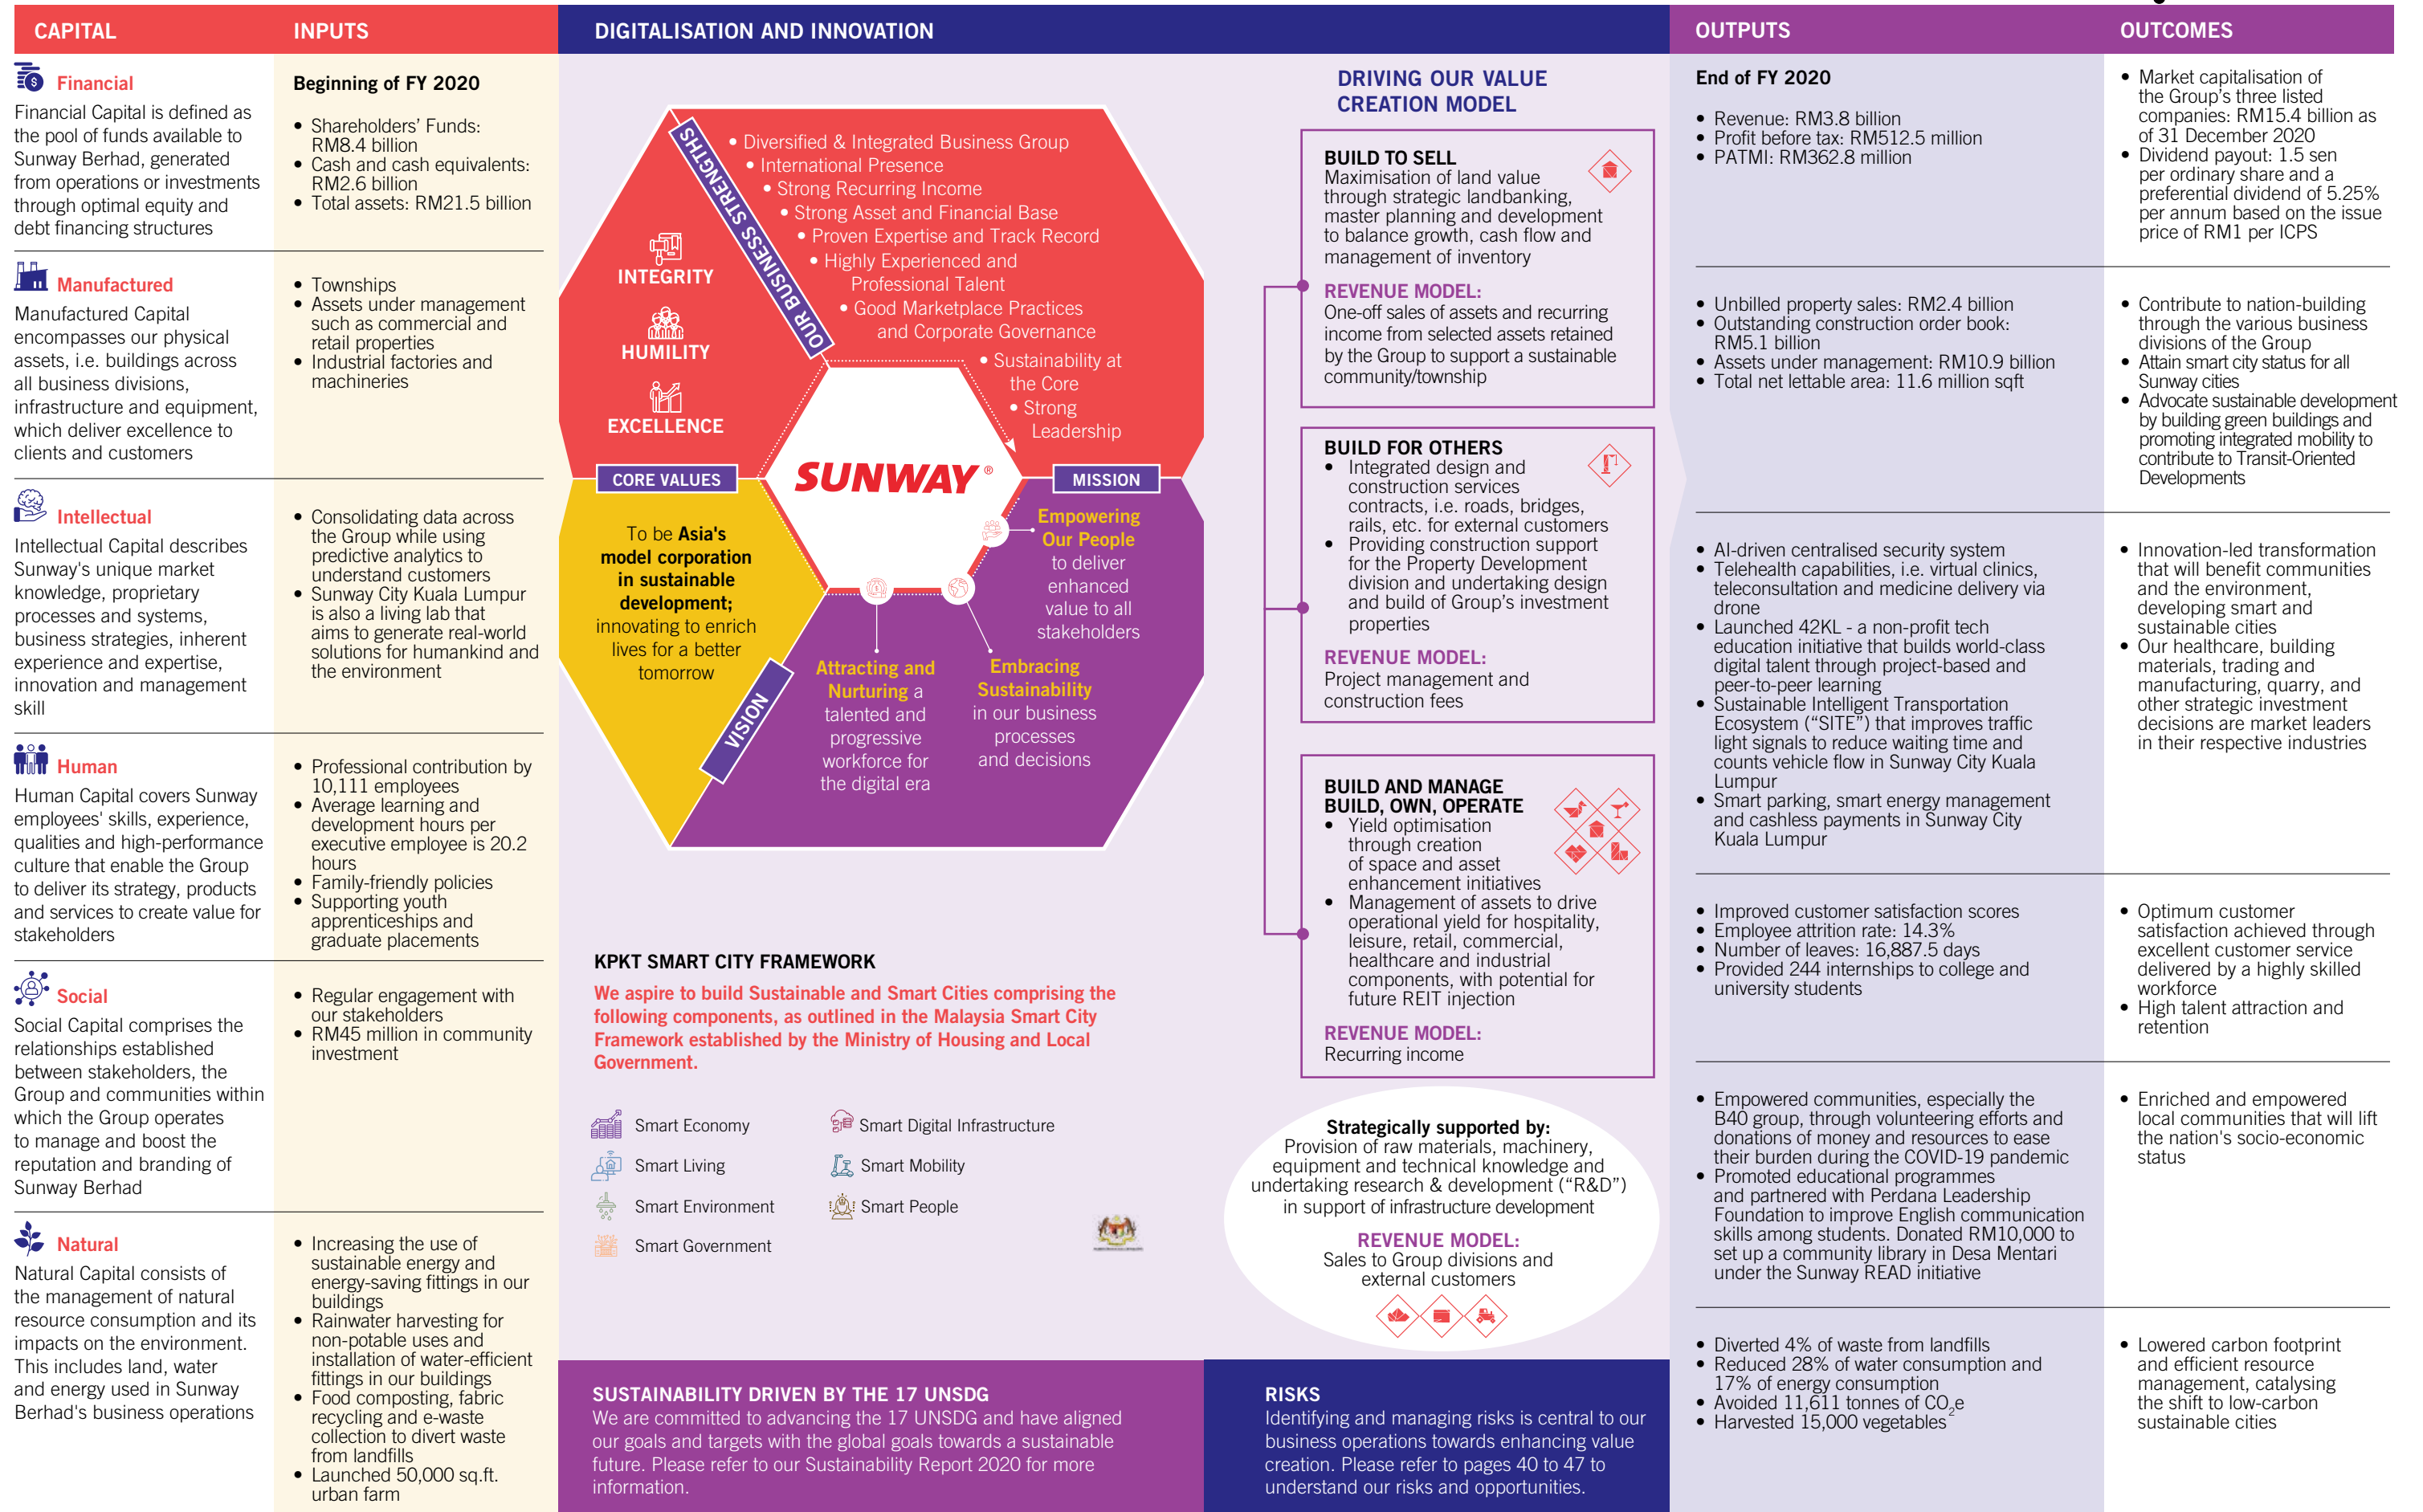 CAPITAL
INPUTS
DIGITALISATION AND INNOVATION
OUTPUTS
OUTCOMES
Financial
Financial Capital is defined as
the pool of funds available to
Sunway Berhad, generated
from operations or investments
through optimal equity and
debt financing structures
Beginning of FY 2020
• Shareholders' Funds:
RM8.4 billion
• Cash and cash equivalents:
RM2.6 billion
• Total assets: RM21.5 billion
Manufactured
Manufactured Capital
encompasses our physical
assets, i.e. buildings across
all business divisions,
infrastructure and equipment,
which deliver excellence to
clients and customers
• Townships
• Assets under management
such as commercial and
retail properties
• Industrial factories and
machineries
Intellectual
Intellectual Capital describes
Sunway's unique market
knowledge, proprietary
processes and systems,
business strategies, inherent
experience and expertise,
innovation and management
skill
• Consolidating data across
the Group while using
predictive analytics to
understand customers
• Sunway City Kuala Lumpur
is also a living lab that
aims to generate real-world
solutions for humankind and
the environment
Human
Human Capital covers Sunway
employees' skills, experience,
qualities and high-performance
culture that enable the Group
to deliver its strategy, products
and services to create value for
stakeholders
• Professional contribution by
10,111 employees
• Average learning and
development hours per
executive employee is 20.2
hours
• Family-friendly policies
• Supporting youth
apprenticeships and
graduate placements
Social
Social Capital comprises the
relationships established
between stakeholders, the
Group and communities within
which the Group operates
to manage and boost the
reputation and branding of
Sunway Berhad
• Regular engagement with
our stakeholders
• RM45 million in community
investment
Natural
Natural Capital consists of
the management of natural
resource consumption and its
impacts on the environment.
This includes land, water
and energy used in Sunway
Berhad's business operations
• Increasing the use of
sustainable energy and
energy-saving fittings in our
buildings
• Rainwater harvesting for
non-potable uses and
installation of water-efficient
fittings in our buildings
• Food composting, fabric
recycling and e-waste
collection to divert waste
from landfills
• Launched 50,000 sq.ft.
urban farm
OUR BUSINESS STRENGTHS
• Diversified & Integrated Business Group
• International Presence
• Strong Recurring Income
• Strong Asset and Financial Base
• Proven Expertise and Track Record
• Highly Experienced and
Professional Talent
• Good Marketplace Practices
and Corporate Governance
• Sustainability at
the Core
• Strong
Leadership
INTEGRITY
HUMILITY
EXCELLENCE
CORE VALUES
SUNWAY®
MISSION
To be Asia's
model corporation
in sustainable
development;
innovating to enrich
lives for a better
tomorrow
VISION
Empowering
Our People
to deliver
enhanced
value to all
stakeholders
Attracting and
Nurturing a
talented and
progressive
workforce for
the digital era
Embracing
Sustainability
in our business
processes
and decisions
KPKT SMART CITY FRAMEWORK
We aspire to build Sustainable and Smart Cities comprising the
following components, as outlined in the Malaysia Smart City
Framework established by the Ministry of Housing and Local
Government.
Smart Economy
Smart Digital Infrastructure
Smart Living
Smart Mobility
Smart Environment
Smart People
Smart Government
SUSTAINABILITY DRIVEN BY THE 17 UNSDG
We are committed to advancing the 17 UNSDG and have aligned
our goals and targets with the global goals towards a sustainable
future. Please refer to our Sustainability Report 2020 for more
information.
DRIVING OUR VALUE
CREATION MODEL
BUILD TO SELL
Maximisation of land value
through strategic landbanking,
master planning and development
to balance growth, cash flow and
management of inventory
REVENUE MODEL:
One-off sales of assets and recurring
income from selected assets retained
by the Group to support a sustainable
community/township
BUILD FOR OTHERS
• Integrated design and
construction services
contracts, i.e. roads, bridges,
rails, etc. for external customers
• Providing construction support
for the Property Development
division and undertaking design
and build of Group's investment
properties
REVENUE MODEL:
Project management and
construction fees
BUILD AND MANAGE
BUILD, OWN, OPERATE
• Yield optimisation
through creation
of space and asset
enhancement initiatives
• Management of assets to drive
operational yield for hospitality,
leisure, retail, commercial,
healthcare and industrial
components, with potential for
future REIT injection
REVENUE MODEL:
Recurring income
Strategically supported by:
Provision of raw materials, machinery,
equipment and technical knowledge and
undertaking research & development ("R&D")
in support of infrastructure development
REVENUE MODEL:
Sales to Group divisions and
external customers
RISKS
Identifying and managing risks is central to our
business operations towards enhancing value
creation. Please refer to pages 40 to 47 to
understand our risks and opportunities.
End of FY 2020
• Revenue: RM3.8 billion
• Profit before tax: RM512.5 million
• PATMI: RM362.8 million
• Market capitalisation of
the Group's three listed
companies: RM15.4 billion as
of 31 December 2020
• Dividend payout: 1.5 sen
per ordinary share and a
preferential dividend of 5.25%
per annum based on the issue
price of RM1 per ICPS
• Unbilled property sales: RM2.4 billion
• Outstanding construction order book:
RM5.1 billion
• Assets under management: RM10.9 billion
• Total net lettable area: 11.6 million sqft
• Contribute to nation-building
through the various business
divisions of the Group
• Attain smart city status for all
Sunway cities
• Advocate sustainable development
by building green buildings and
promoting integrated mobility to
contribute to Transit-Oriented
Developments
• AI-driven centralised security system
• Telehealth capabilities, i.e. virtual clinics,
teleconsultation and medicine delivery via
drone
• Launched 42KL - a non-profit tech
education initiative that builds world-class
digital talent through project-based and
peer-to-peer learning
• Sustainable Intelligent Transportation
Ecosystem ("SITE") that improves traffic
light signals to reduce waiting time and
counts vehicle flow in Sunway City Kuala
Lumpur
• Smart parking, smart energy management
and cashless payments in Sunway City
Kuala Lumpur
• Innovation-led transformation
that will benefit communities
and the environment,
developing smart and
sustainable cities
• Our healthcare, building
materials, trading and
manufacturing, quarry, and
other strategic investment
decisions are market leaders
in their respective industries
• Improved customer satisfaction scores
• Employee attrition rate: 14.3%
• Number of leaves: 16,887.5 days
• Provided 244 internships to college and
university students
• Optimum customer
satisfaction achieved through
excellent customer service
delivered by a highly skilled
workforce
• High talent attraction and
retention
• Empowered communities, especially the
B40 group, through volunteering efforts and
donations of money and resources to ease
their burden during the COVID-19 pandemic
• Promoted educational programmes
and partnered with Perdana Leadership
Foundation to improve English communication
skills among students. Donated RM10,000 to
set up a community library in Desa Mentari
under the Sunway READ initiative
• Enriched and empowered
local communities that will lift
the nation's socio-economic
status
• Diverted 4% of waste from landfills
• Reduced 28% of water consumption and
17% of energy consumption
• Avoided 11,611 tonnes of CO₂e
• Harvested 15,000 vegetables
• Lowered carbon footprint
and efficient resource
management, catalysing
the shift to low-carbon
sustainable cities